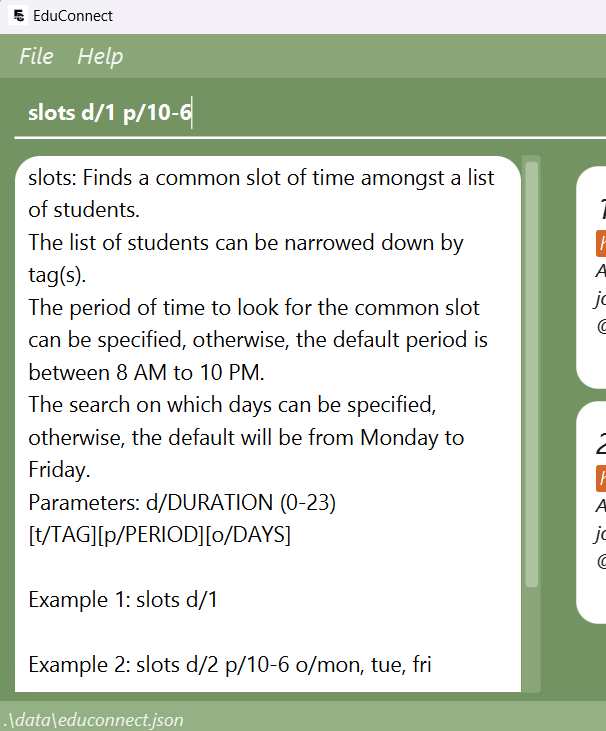 EduConnect
File Help
slots d/1 p/10-6
slots: Finds a common slot of time amongst a list
of students.
The list of students can be narrowed down by
tag(s).
The period of time to look for the common slot
can be specified, otherwise, the default period is
between 8 AM to 10 PM.
The search on which days can be specified,
otherwise, the default will be from Monday to
Friday.
Parameters: d/DURATION (0-23)
[t/TAG][p/PERIOD][o/DAYS]
Example 1: slots d/1
Example 2: slots d/2 p/10-6 o/mon, tue, fri
1
A
jo
@
2
A
jo
@
.\data\educonnect.json